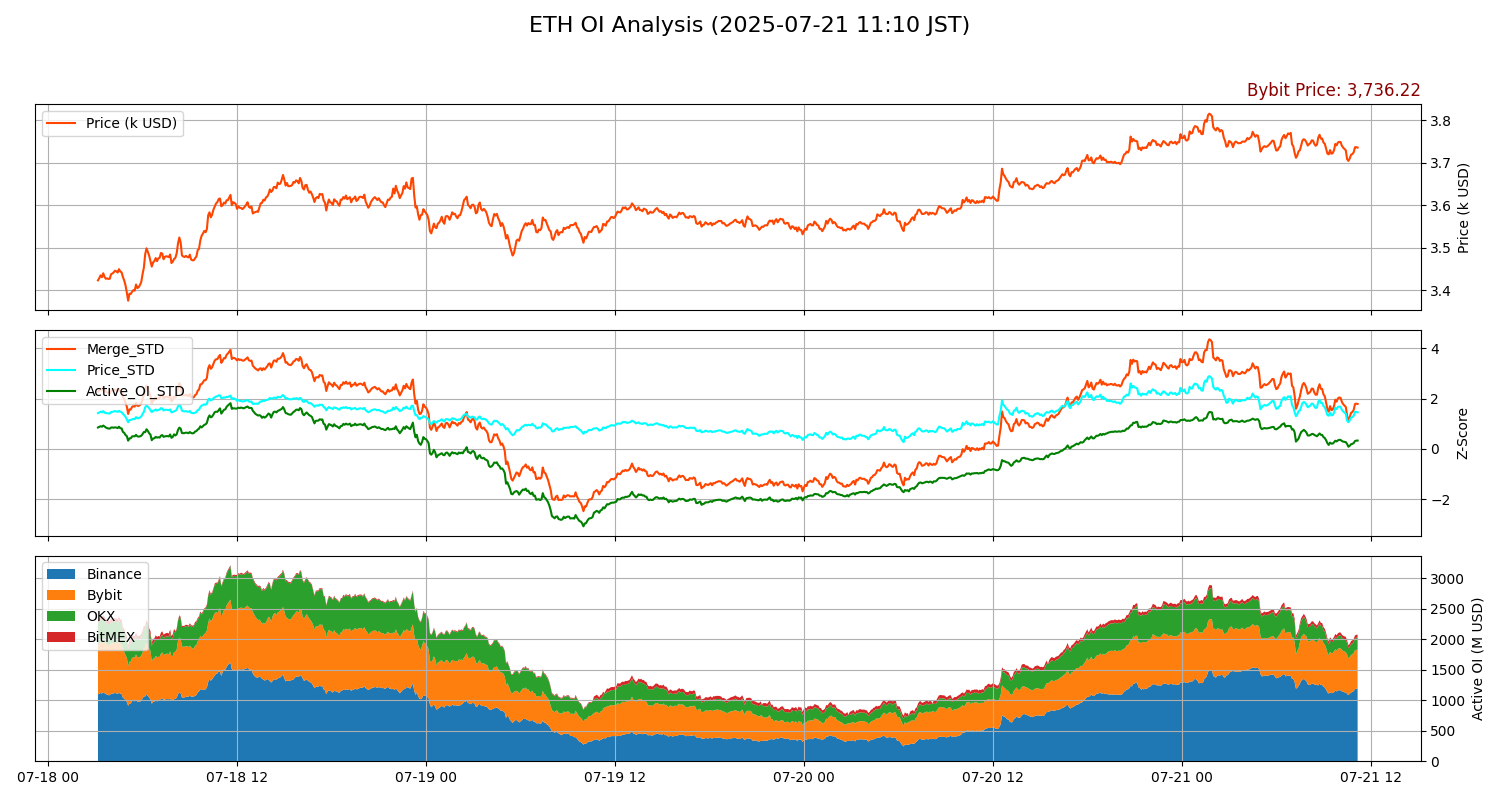 ETH OI Analysis (2025-07-21 11:10 JST)
Bybit Price: 3,736.22
Price (k USD)
3.8
3.7
3.6
3.5
3.4
Price (k USD)
Merge_STD
Price_STD
Active_OI_STD
4
2
0
−2
Z-Score
Binance
Bybit
OKX
BitMEX
3000
2500
2000
1500
1000
500
0
Active OI (M USD)
07-18 00
07-18 12
07-19 00
07-19 12
07-20 00
07-20 12
07-21 00
07-21 12